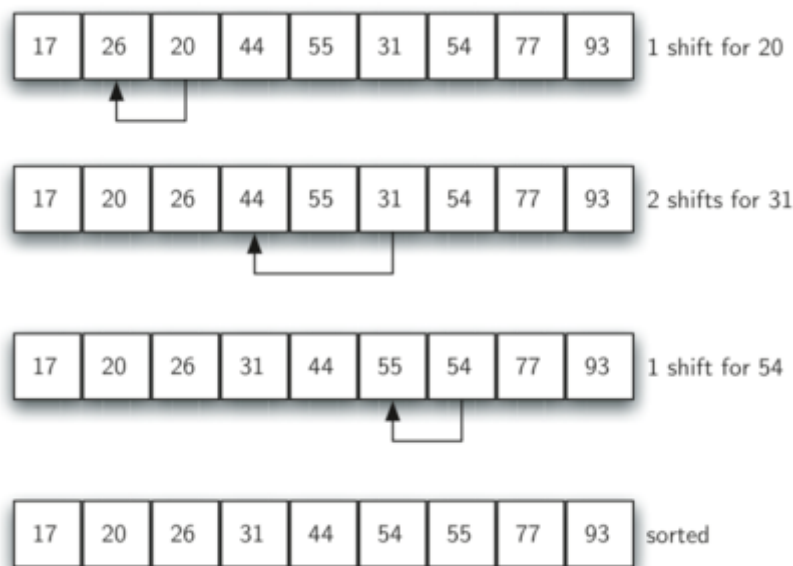 17 26 20 44 55 31 54 77 93 1 shift for 20
17 20 26 44 55 31 54 77 93 2 shifts for 31
17 20 26 31 44 55 54 77 93 1 shift for 54
17 20 26 31 44 54 55 77 93 sorted